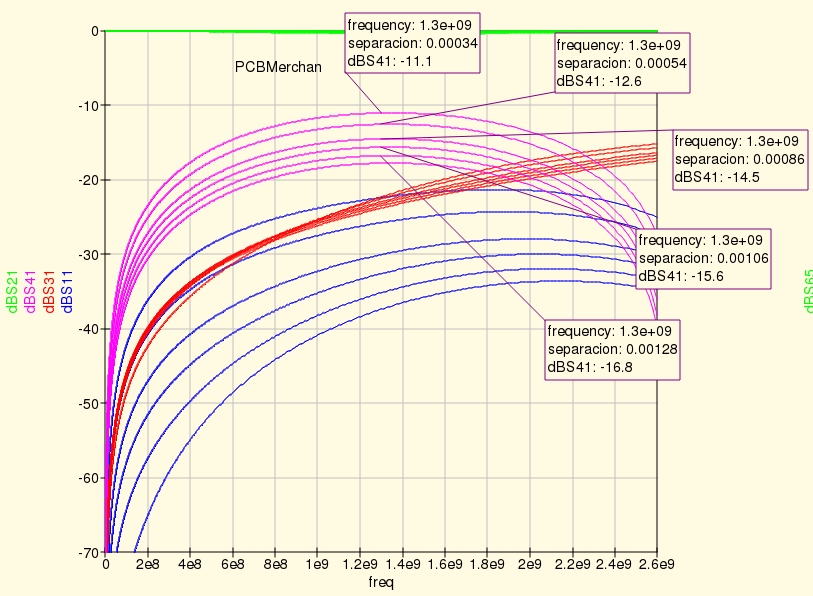 frequency: 1.3e+09
separacion: 0.00034
dBS41: -11.1
frequency: 1.3e+09
separacion: 0.00054
dBS41: -12.6
PCBMerchan
frequency: 1.3e+09
separacion: 0.00086
dBS41: -14.5
frequency: 1.3e+09
separacion: 0.00106
dBS41: -15.6
frequency: 1.3e+09
separacion: 0.00128
dBS41: -16.8
0
-10
-20
-30
-40
-50
-60
-70
dBS21
dBS41
dBS31
dBS11
dBS65
0 2e8 4e8 6e8 8e8 1e9 1.2e9 1.4e9 1.6e9 1.8e9 2e9 2.2e9 2.4e9 2.6e9
freq